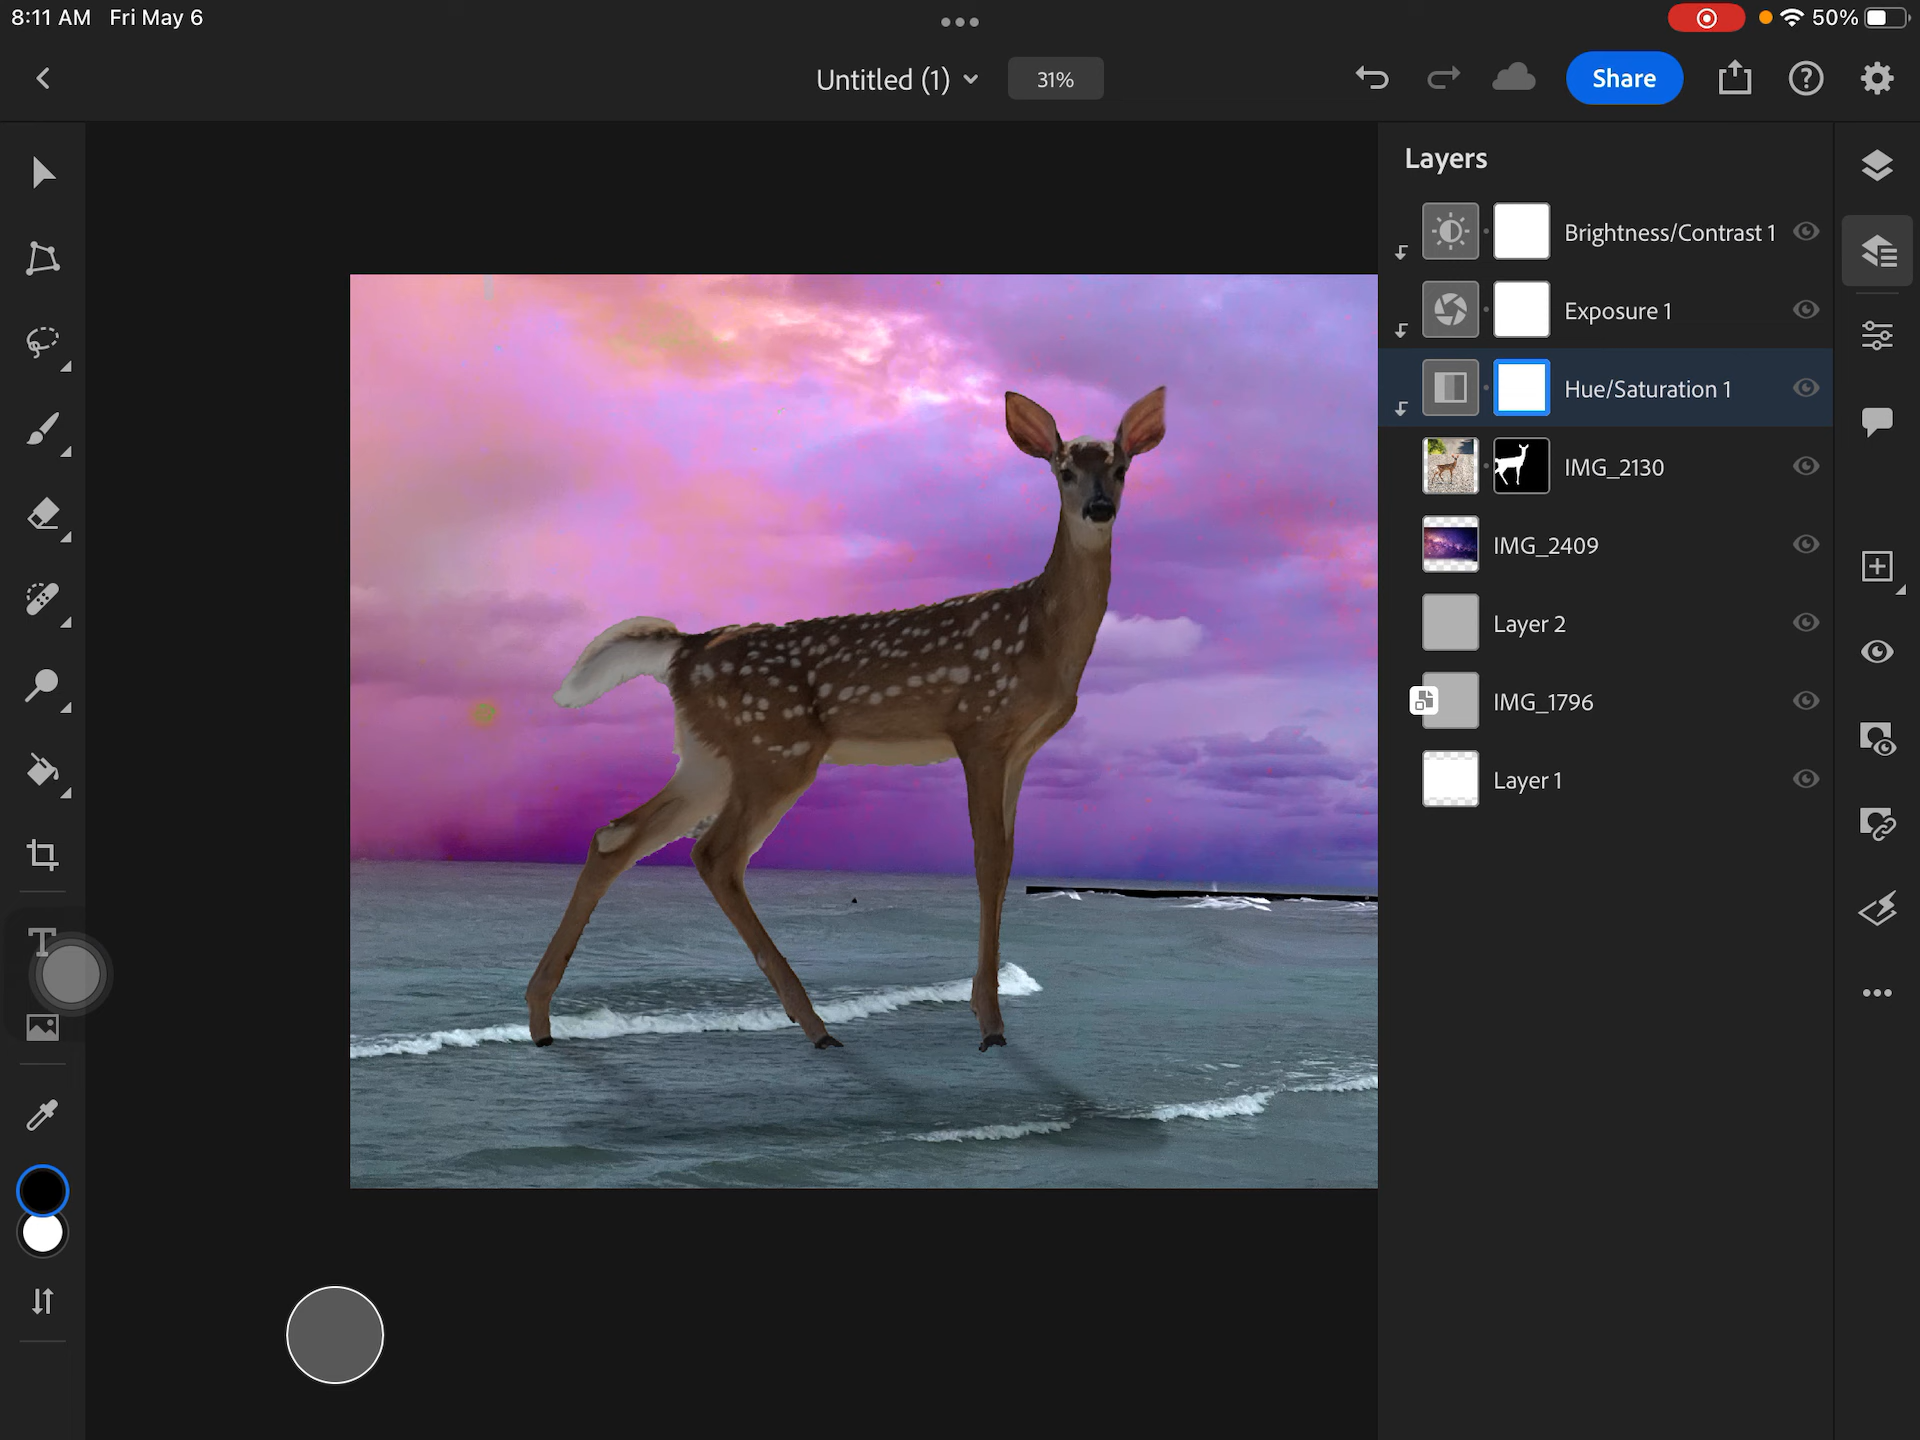 8:11 AM Fri May 6
50%
Untitled (1)
31%
Share
Layers
Brightness/Contrast 1
Exposure 1
Hue/Saturation 1
IMG_2130
IMG_2409
Layer 2
IMG_1796
Layer 1